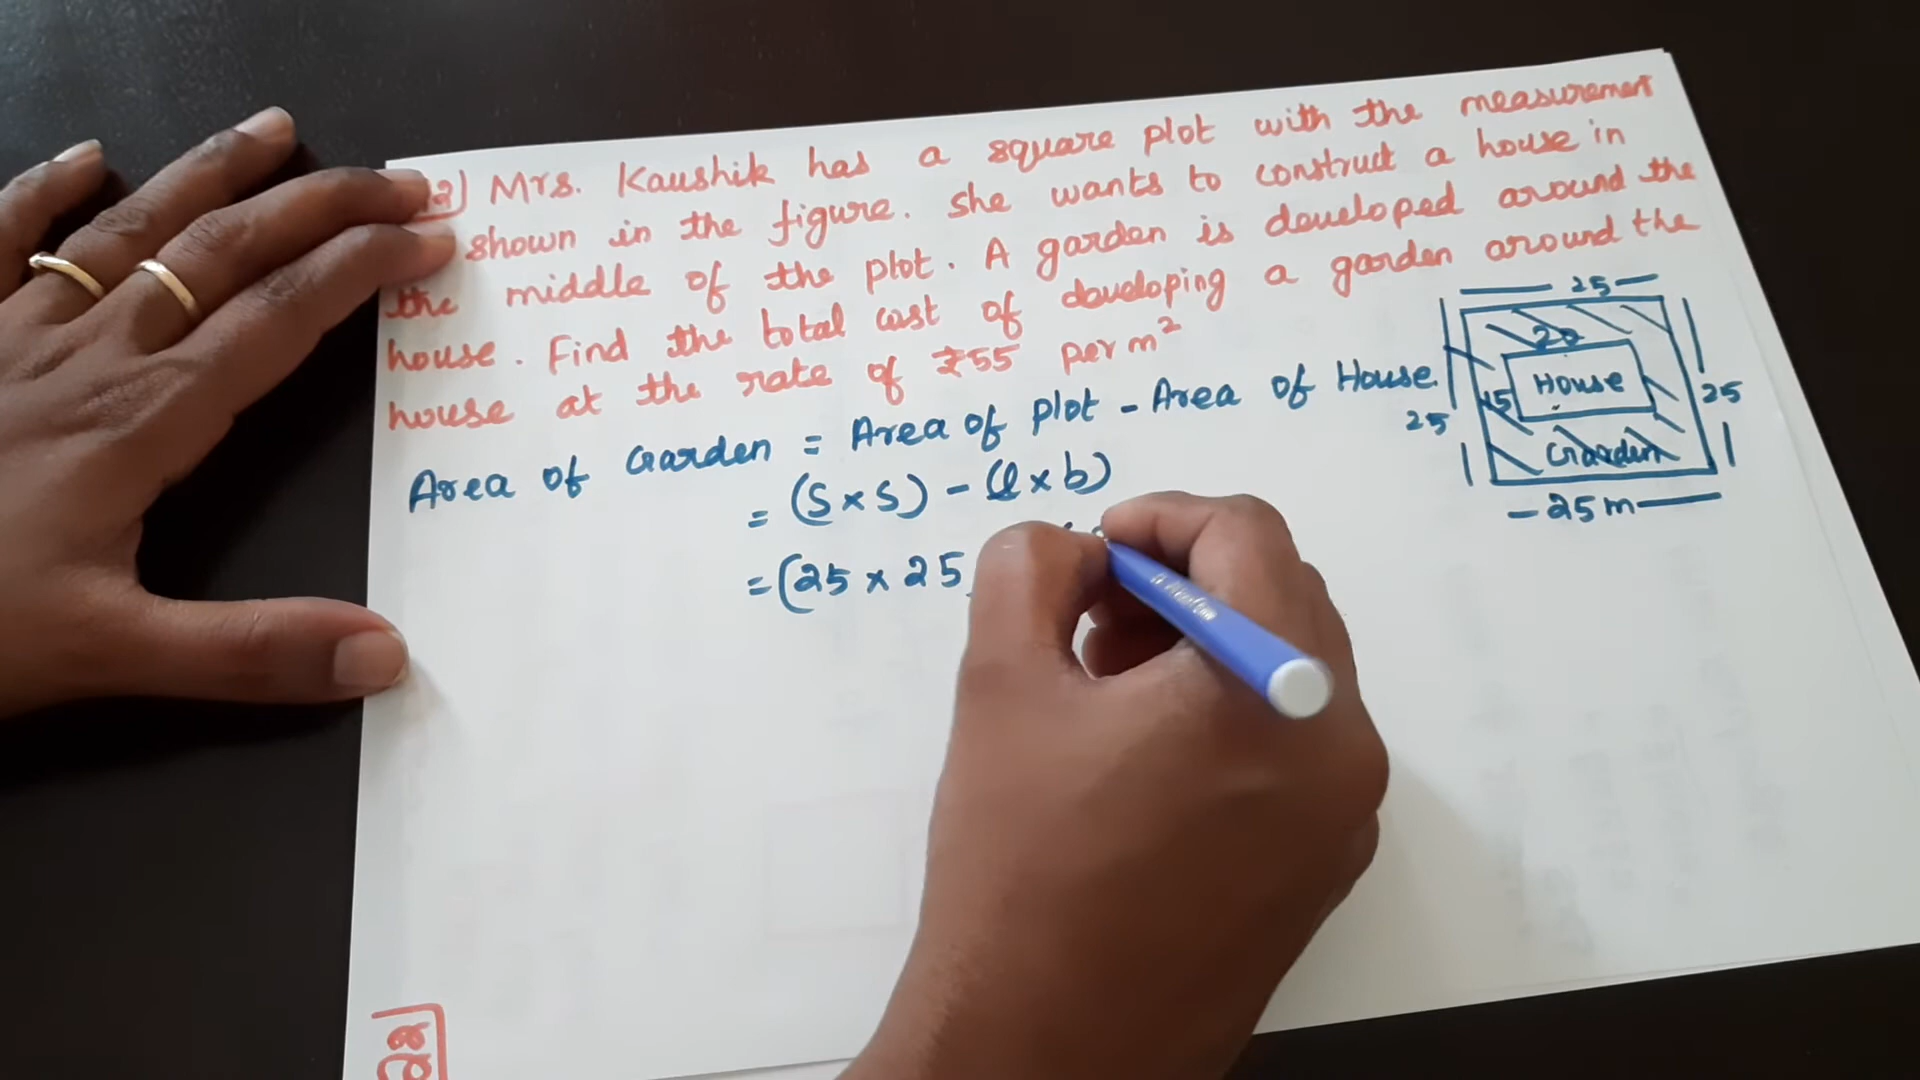 2) Mrs. Kaushik has a square plot with the measurement
shown in the figure. She wants to construct a house in
the middle of the plot. A garden is developed around the
house. Find the total cost of developing a garden around the
house at the rate of ₹55 per m²
Area of Garden = Area of plot - Area of House.
= (S × S) - (l × b)
= (25 × 25
25
20
15
House
25
25
Garden
25m